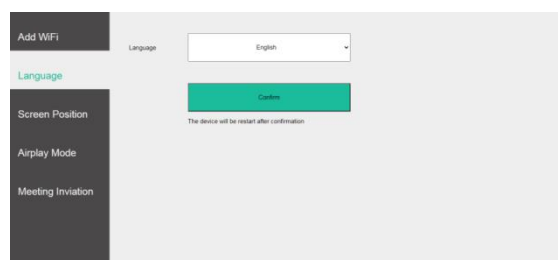 Add WiFi
Language
Screen Position
Airplay Mode
Meeting Inviation
Language
English
Confirm
The device will be restart after confirmation